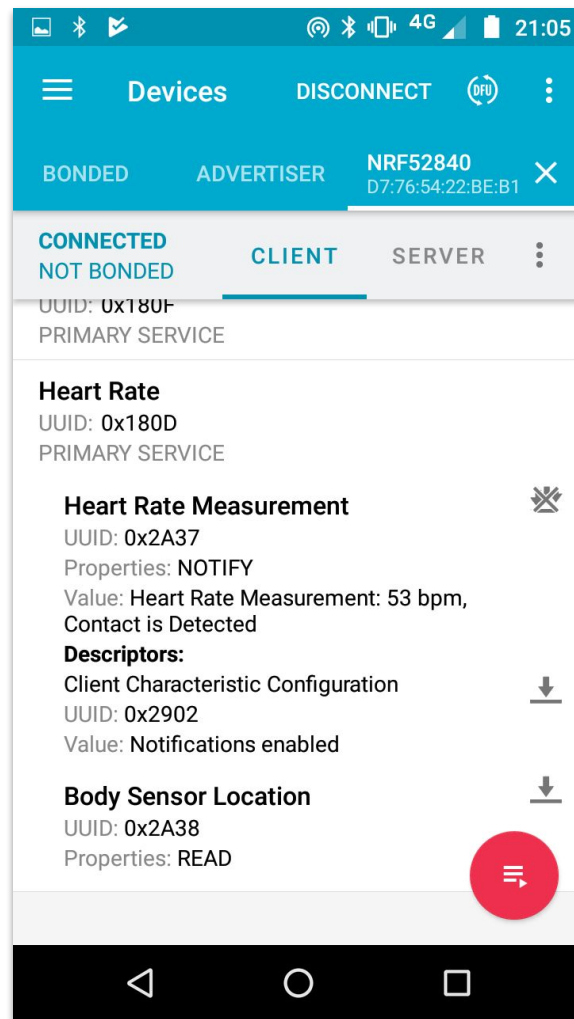 4G 21:05
Devices DISCONNECT DFU
BONDED ADVERTISER NRF52840
D7:76:54:22:BE:B1
CONNECTED
NOT BONDED CLIENT SERVER
UUID: 0x180F
PRIMARY SERVICE
Heart Rate
UUID: 0x180D
PRIMARY SERVICE
Heart Rate Measurement
UUID: 0x2A37
Properties: NOTIFY
Value: Heart Rate Measurement: 53 bpm,
Contact is Detected
Descriptors:
Client Characteristic Configuration
UUID: 0x2902
Value: Notifications enabled
Body Sensor Location
UUID: 0x2A38
Properties: READ